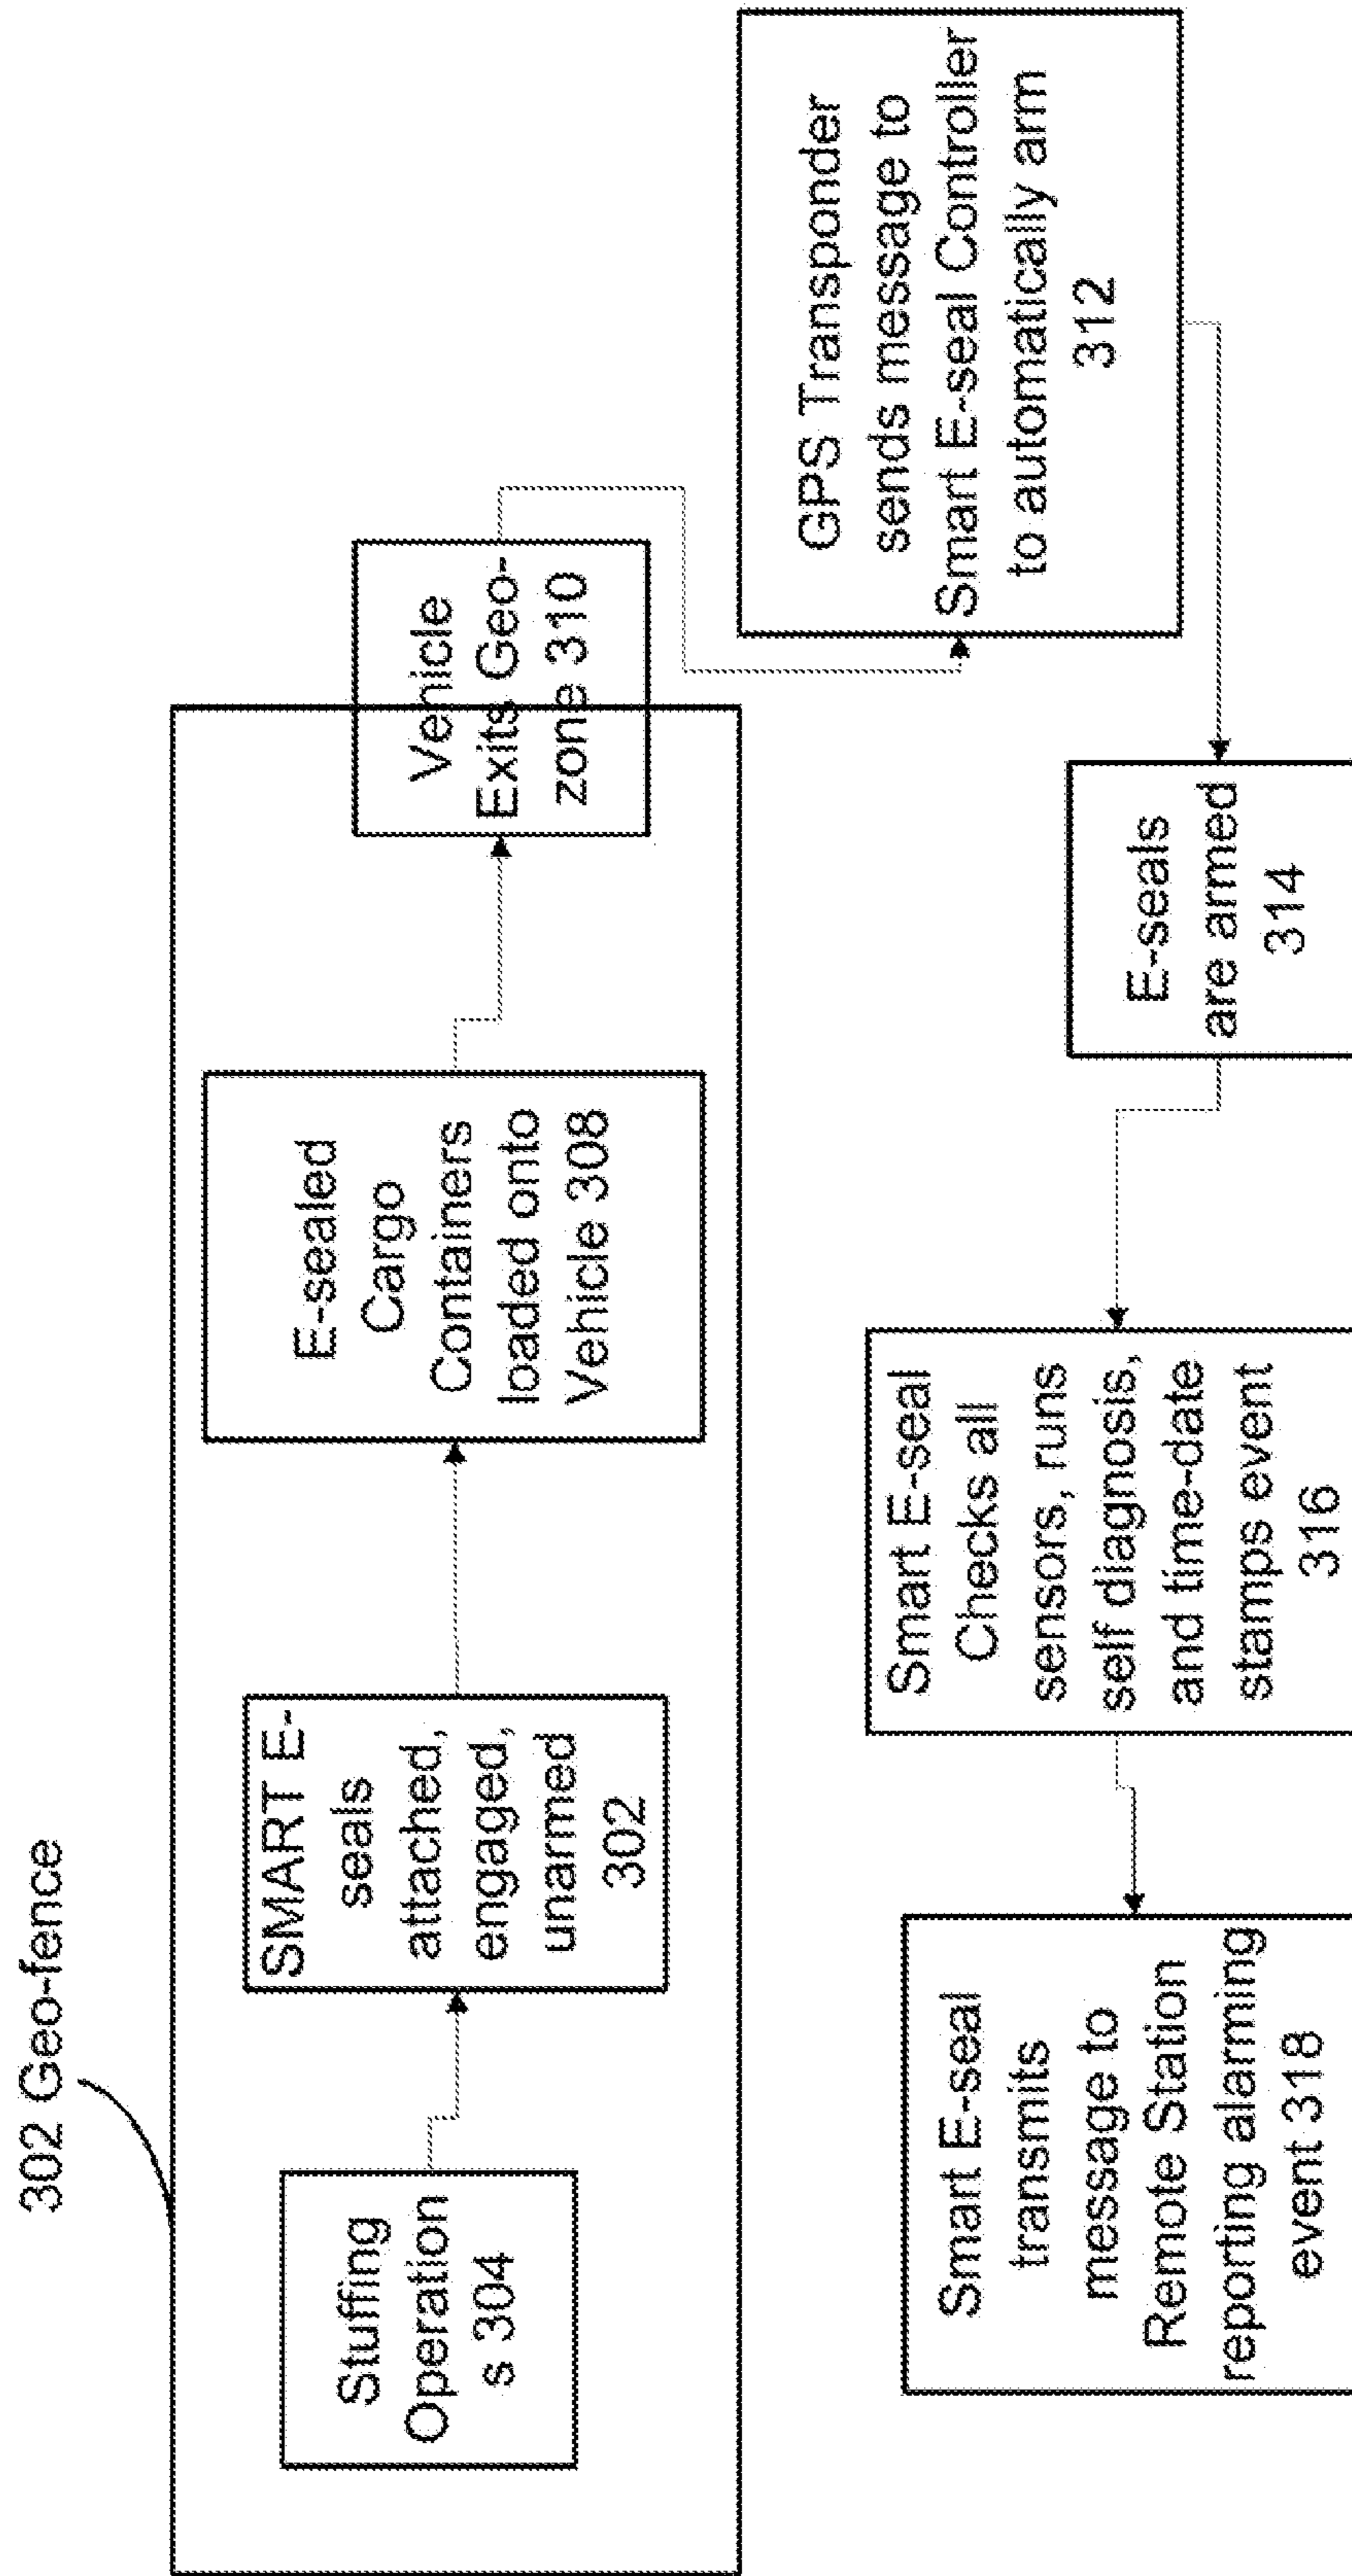 302 Geo-fence
Stuffing
Operation
s 304
SMART E-
seals
attached,
engaged,
unarmed
302
E-sealed
Cargo
Containers
loaded onto
Vehicle 308
Vehicle
Exits Geo-
zone 310
GPS Transponder
sends message to
Smart E-seal Controller
to automatically arm
312
E-seals
are armed
314
Smart E-seal
Checks all
sensors, runs
self diagnosis,
and time-date
stamps event
316
Smart E-seal
transmits
message to
Remote Station
reporting alarming
event 318